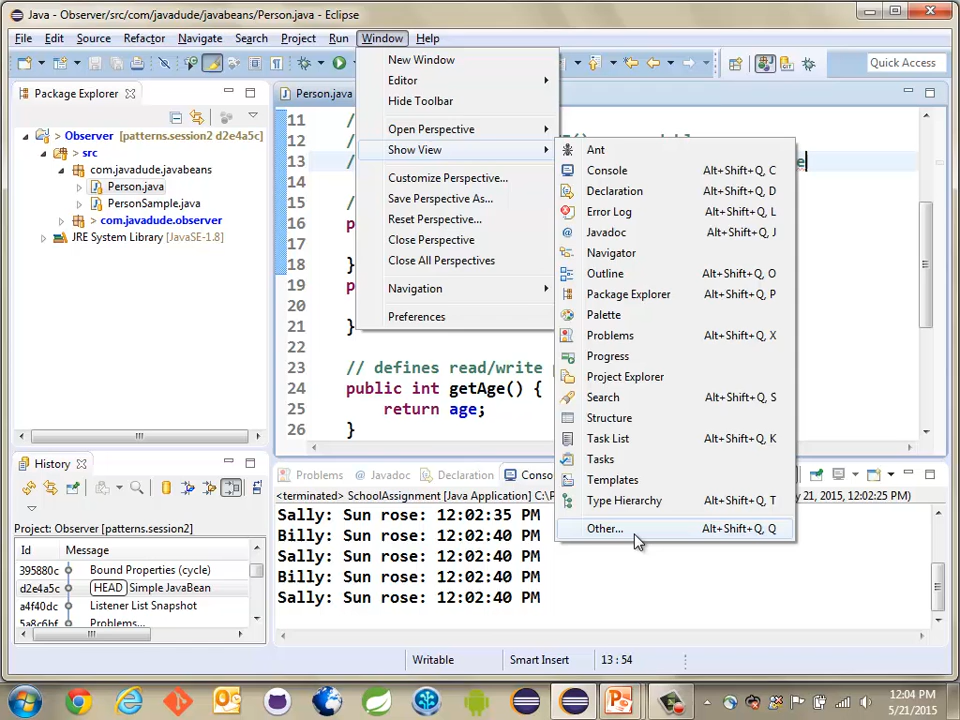 Java - Observer/src/com/javadude/javabeans/Person.java - Eclipse
File Edit Source Refactor Navigate Search Project Run Window Help
Quick Access
Package Explorer
Observer [patterns.session2 d2e4a5c]
> src
com.javadude.javabeans
Person.java
PersonSample.java
> com.javadude.observer
JRE System Library [JavaSE-1.8]
New Window
Editor
Hide Toolbar
Open Perspective
Show View
Customize Perspective...
Save Perspective As...
Reset Perspective...
Close Perspective
Close All Perspectives
Navigation
Preferences
Ant
Console Alt+Shift+Q, C
Declaration Alt+Shift+Q, D
Error Log Alt+Shift+Q, L
Javadoc Alt+Shift+Q, J
Navigator
Outline Alt+Shift+Q, O
Package Explorer Alt+Shift+Q, P
Palette
Problems Alt+Shift+Q, X
Progress
Project Explorer
Search Alt+Shift+Q, S
Structure
Task List Alt+Shift+Q, K
Tasks
Templates
Type Hierarchy Alt+Shift+Q, T
Other... Alt+Shift+Q, Q
Person.java
11 /
12 /
13 / e
14
15 /
16 p
17
18 }
19 p
20
21 }
22
23 // defines read/write p
24 public int getAge() {
25 return age;
26 }
History
Project: Observer [patterns.session2]
Id Message
395880c Bound Properties (cycle)
d2e4a5c HEAD Simple JavaBean
a4f40dc Listener List Snapshot
5a8c6bf Problems...
Problems @ Javadoc Declaration Conso
<terminated> SchoolAssignment [Java Application] C:\P y 21, 2015, 12:02:25 PM)
Sally: Sun rose: 12:02:35 PM
Billy: Sun rose: 12:02:40 PM
Sally: Sun rose: 12:02:40 PM
Billy: Sun rose: 12:02:40 PM
Sally: Sun rose: 12:02:40 PM
Writable Smart Insert 13 : 54
12:04 PM
5/21/2015